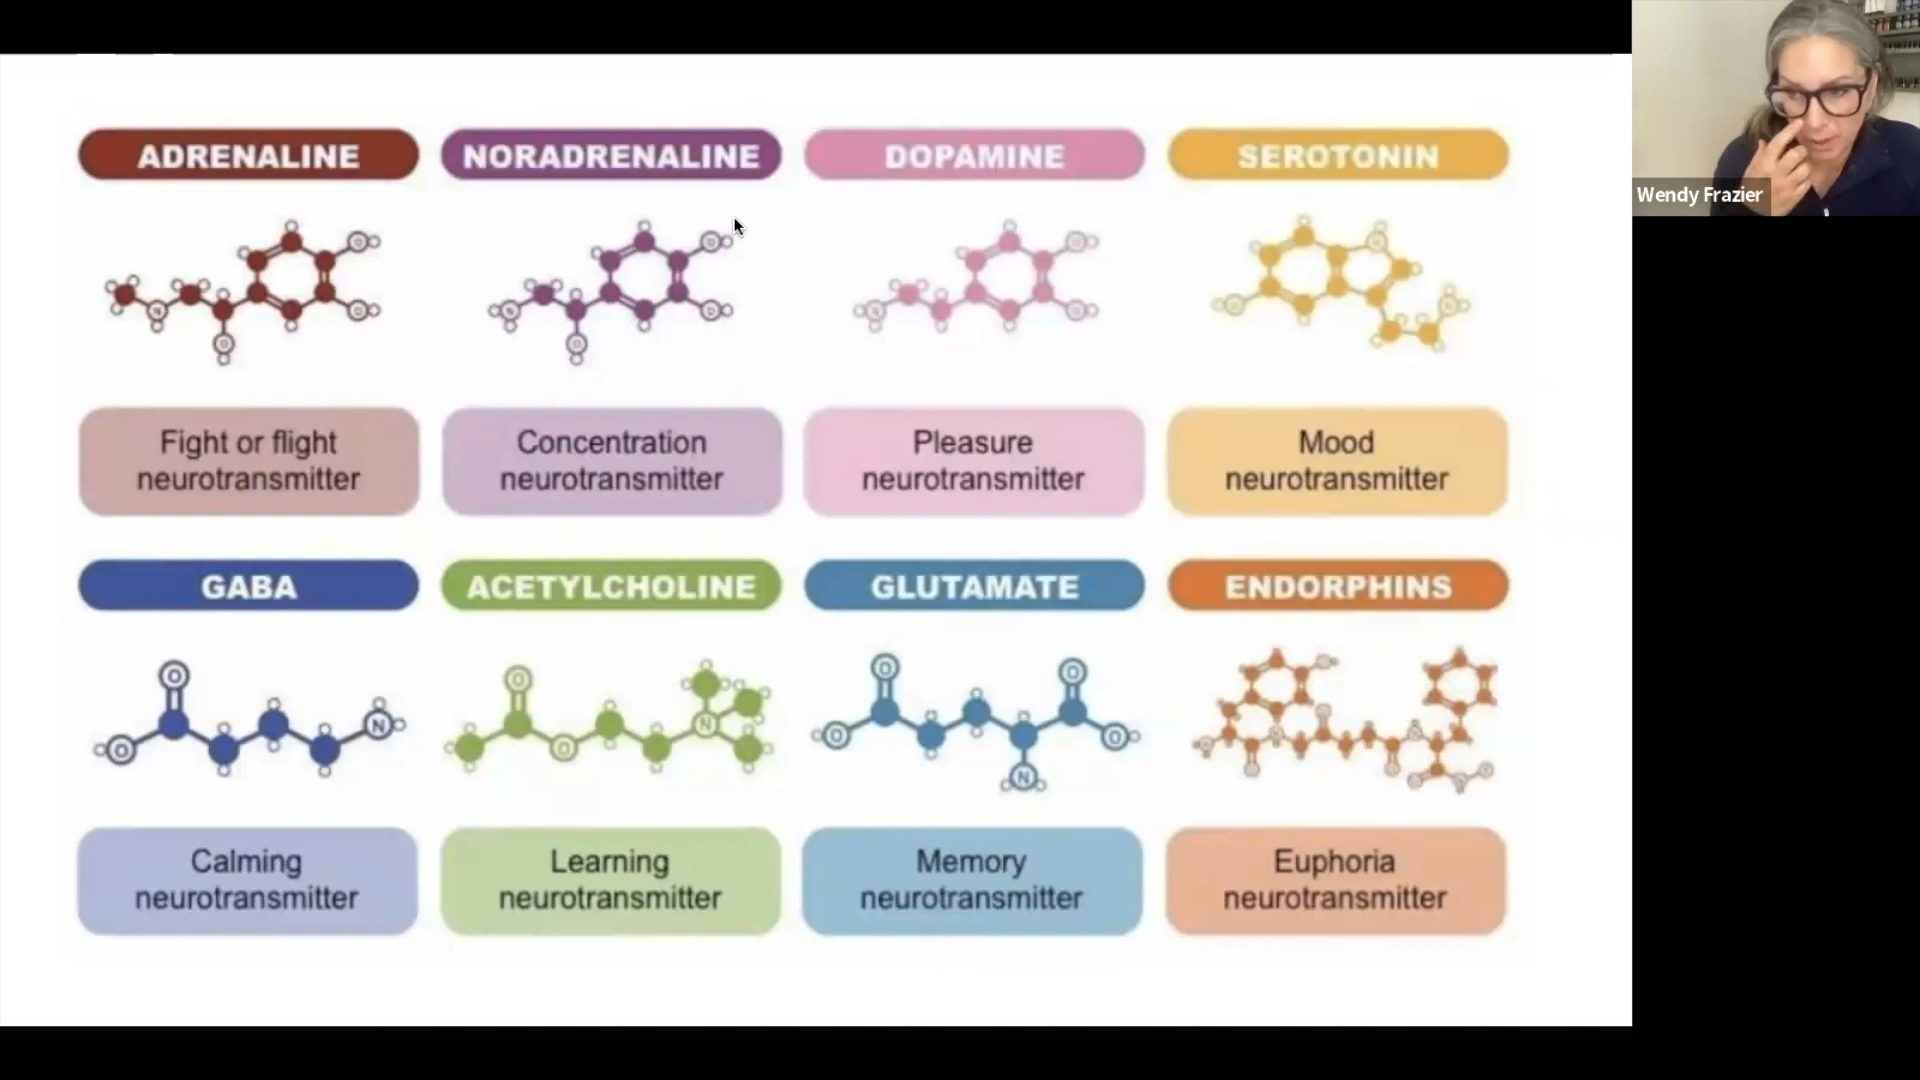 ADRENALINE
NORADRENALINE
DOPAMINE
SEROTONIN
Fight or flight
neurotransmitter
Concentration
neurotransmitter
Pleasure
neurotransmitter
Mood
neurotransmitter
GABA
ACETYLCHOLINE
GLUTAMATE
ENDORPHINS
O
O
N
O
O
N
O
O
O
O
N
Calming
neurotransmitter
Learning
neurotransmitter
Memory
neurotransmitter
Euphoria
neurotransmitter
Wendy Frazier